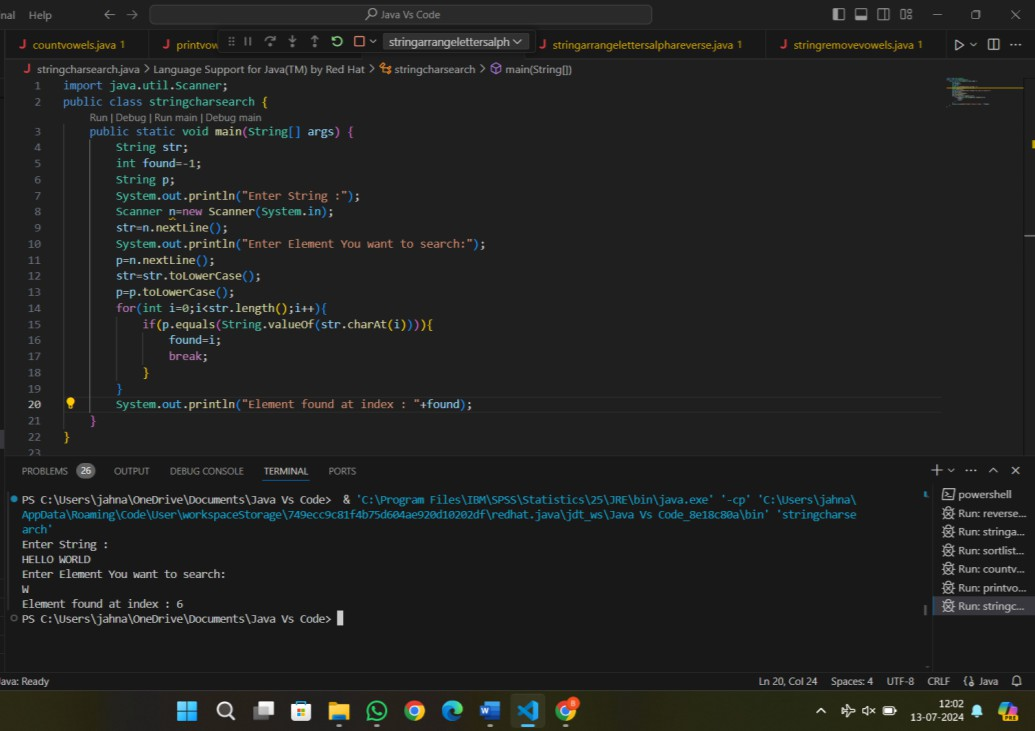 nal Help Java Vs Code
countvowels.java 1 printvow stringarrangelettersalph stringarrangelettersalphareverse.java 1 stringremovevowels.java 1
stringcharsearch.java > Language Support for Java(TM) by Red Hat > stringcharsearch > main(String[])
1 import java.util.Scanner;
2 public class stringcharsearch {
Run | Debug | Run main | Debug main
3 public static void main(String[] args) {
4 String str;
5 int found=-1;
6 String p;
7 System.out.println("Enter String :");
8 Scanner n=new Scanner(System.in);
9 str=n.nextLine();
10 System.out.println("Enter Element You want to search:");
11 p=n.nextLine();
12 str=str.toLowerCase();
13 p=p.toLowerCase();
14 for(int i=0;i<str.length();i++){
15 if(p.equals(String.valueOf(str.charAt(i)))){
16 found=i;
17 break;
18 }
19 }
20 System.out.println("Element found at index : "+found);
21 }
22 }
23
PROBLEMS 26 OUTPUT DEBUG CONSOLE TERMINAL PORTS
PS C:\Users\jahna\OneDrive\Documents\Java Vs Code> & 'C:\Program Files\IBM\SPSS\Statistics\25\JRE\bin\java.exe' '-cp' 'C:\Users\jahna\
AppData\Roaming\Code\User\workspaceStorage\749ecc9c81f4b75d604ae920d10202df\redhat.java\jdt_ws\Java Vs Code_8e18c80a\bin' 'stringcharse
arch'
Enter String :
HELLO WORLD
Enter Element You want to search:
W
Element found at index : 6
PS C:\Users\jahna\OneDrive\Documents\Java Vs Code>
powershell
Run: reverse...
Run: stringa...
Run: sortlist...
Run: countv...
Run: printvo...
Run: stringc...
ava: Ready Ln 20, Col 24 Spaces: 4 UTF-8 CRLF {} Java
12:02
13-07-2024